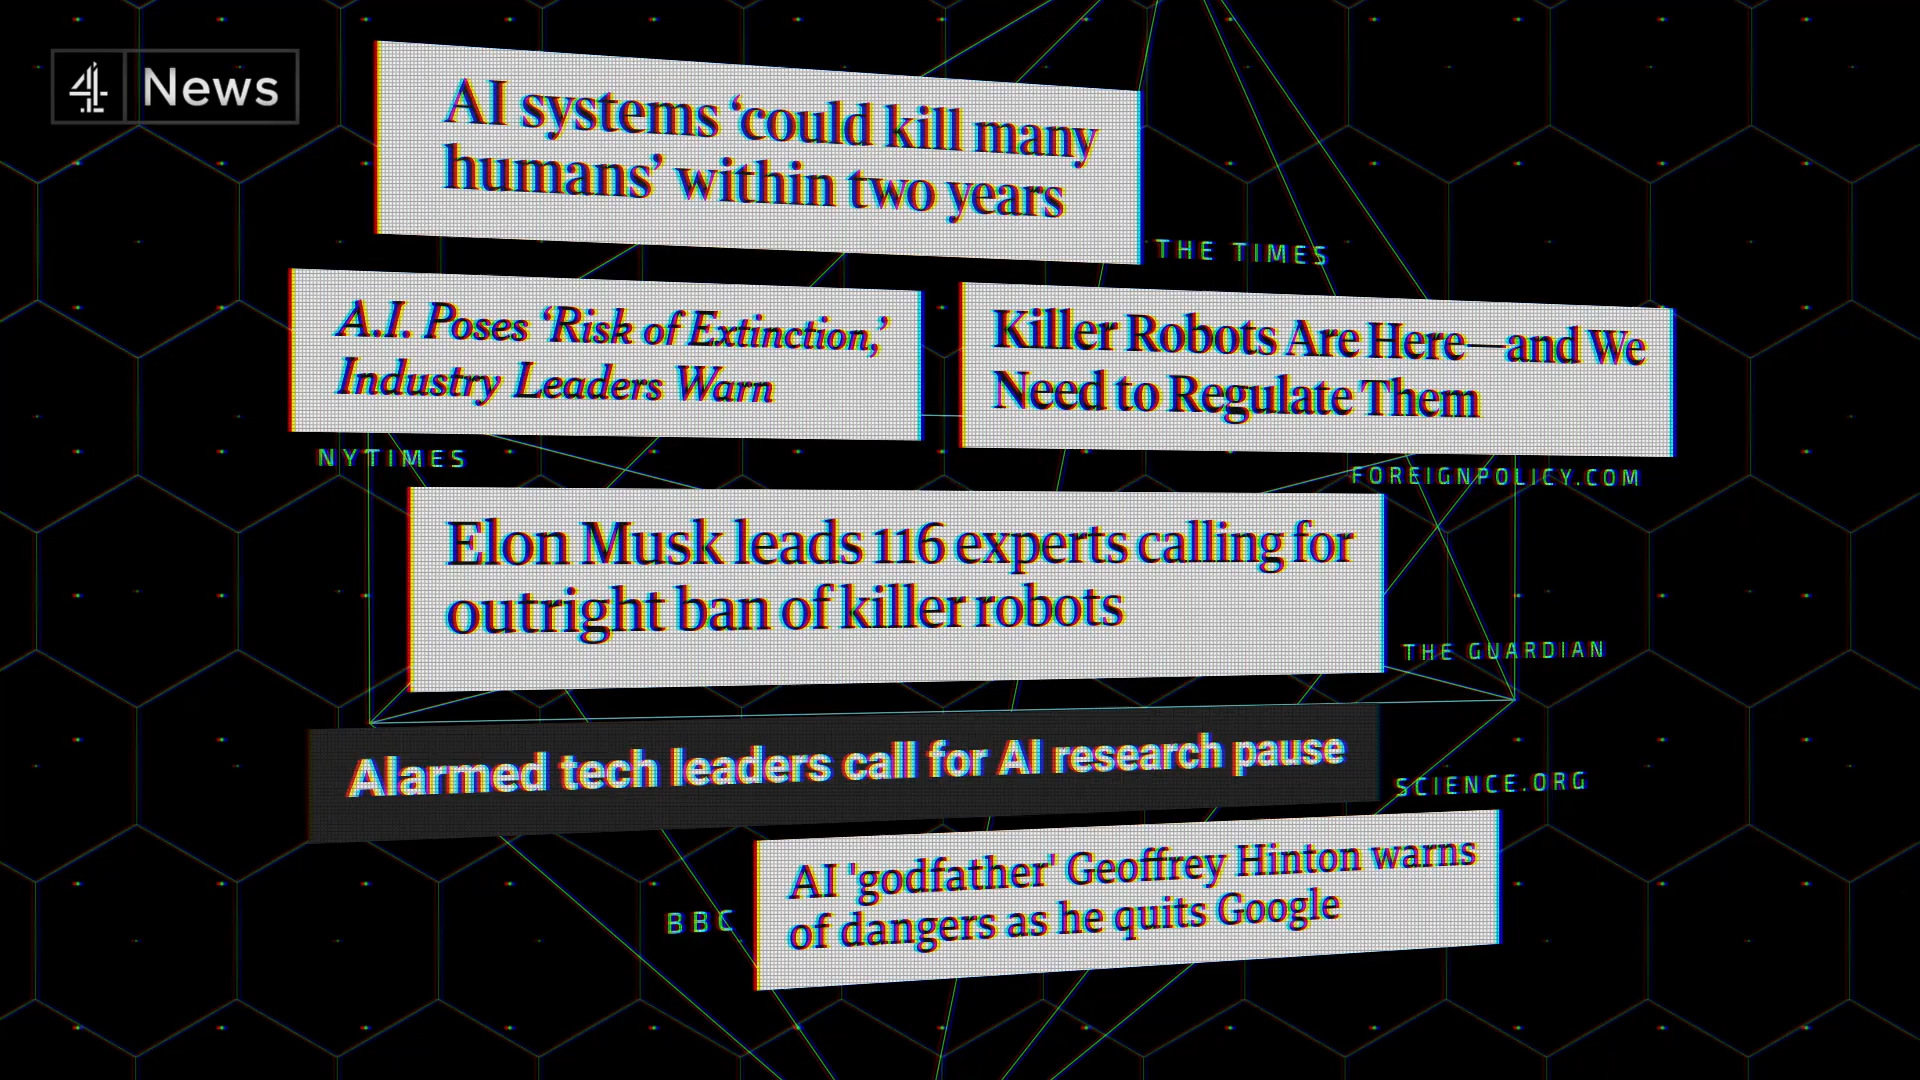 4 News
AI systems ‘could kill many
humans’ within two years
THE TIMES
A.I. Poses ‘Risk of Extinction,’
Industry Leaders Warn
NYTIMES
Killer Robots Are Here—and We
Need to Regulate Them
FOREIGNPOLICY.COM
Elon Musk leads 116 experts calling for
outright ban of killer robots
THE GUARDIAN
Alarmed tech leaders call for AI research pause
SCIENCE.ORG
AI 'godfather' Geoffrey Hinton warns
of dangers as he quits Google
BBC